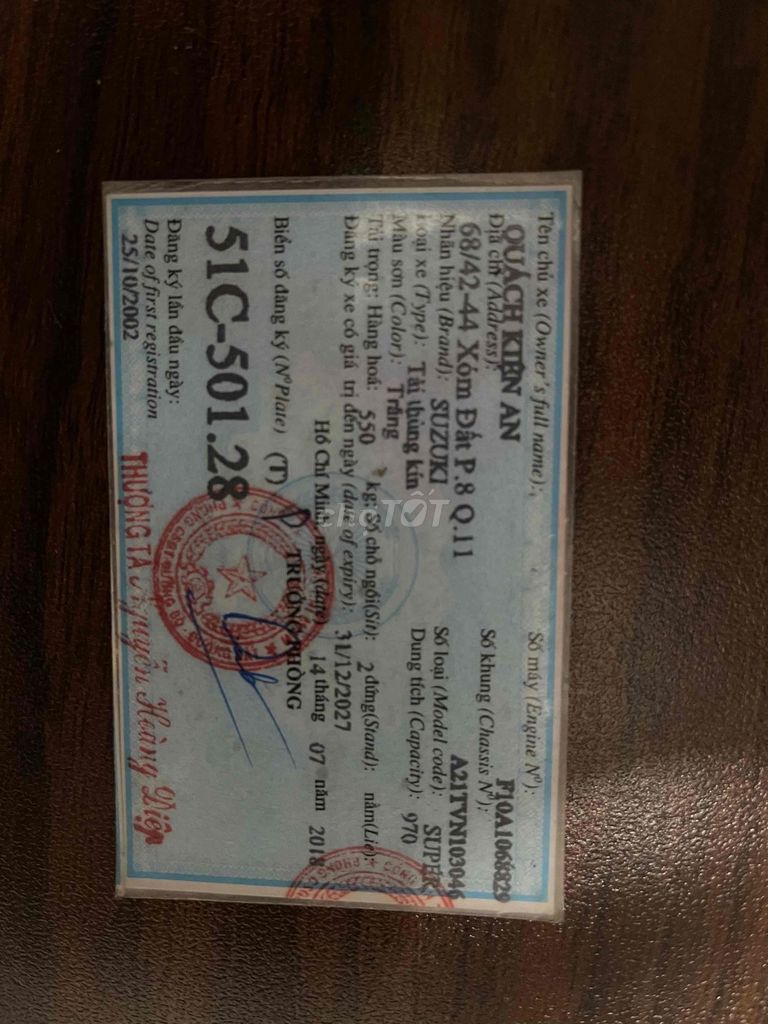 Tên chủ xe (Owner's full name):
QUÁCH KIẾN AN
Địa chỉ (Address):
68/42-44 Xóm Đất P.8 Q.11
Nhãn hiệu (Brand): SUZUKI
Loại xe (Type): Tải thùng kín
Màu sơn (Color): Trắng
Tải trọng: Hàng hoá: 550 kg; Số chỗ ngồi(Sit): 2 đứng(Stand): nằm(Lie):
Đăng ký xe có giá trị đến ngày (date of expiry): 31/12/2027
Hồ Chí Minh, ngày (date) 14 tháng 07 năm 2018
Biển số đăng ký (N° Plate) (T)
TRƯỞNG PHÒNG
51C-501.28
Đăng ký lần đầu ngày:
Date of first registration
25/10/2002
THƯỢNG TÁ Nguyễn Hoàng Diệp
Số máy (Engine N°):
F10A1068829
Số khung (Chassis N°):
Số loại (Model code):
Dung tích (Capacity): 970
chợTỐT